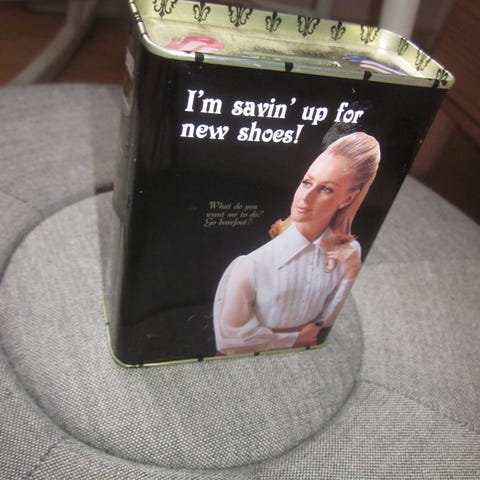 I'm savin' up for
new shoes!
What do you
want me to do?
Go barefoot?